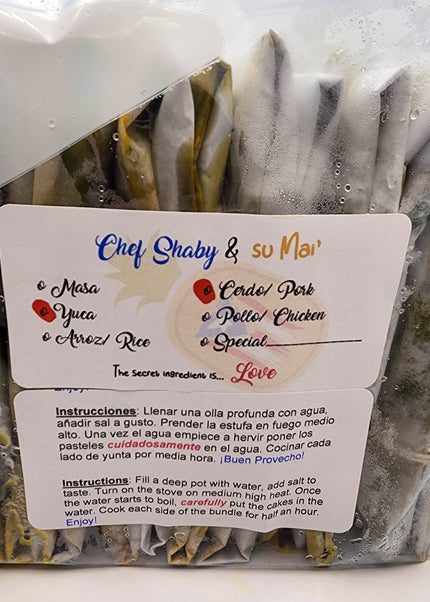 Chef Shaby & su Mai'
o Masa
o Yuca
o Arroz/ Rice
o Cerdo/ Pork
o Pollo/ Chicken
o Special
The secret ingredient is... Love
Enjoy!
Instrucciones: Llenar una olla profunda con agua,
añadir sal a gusto. Prender la estufa en fuego medio
alto. Una vez el agua empiece a hervir poner los
pasteles cuidadosamente en el agua. Cocinar cada
lado de yunta por media hora. ¡Buen Provecho!
Instructions: Fill a deep pot with water, add salt to
taste. Turn on the stove on medium high heat. Once
the water starts to boil, carefully put the cakes in the
water. Cook each side of the bundle for half an hour.
Enjoy!